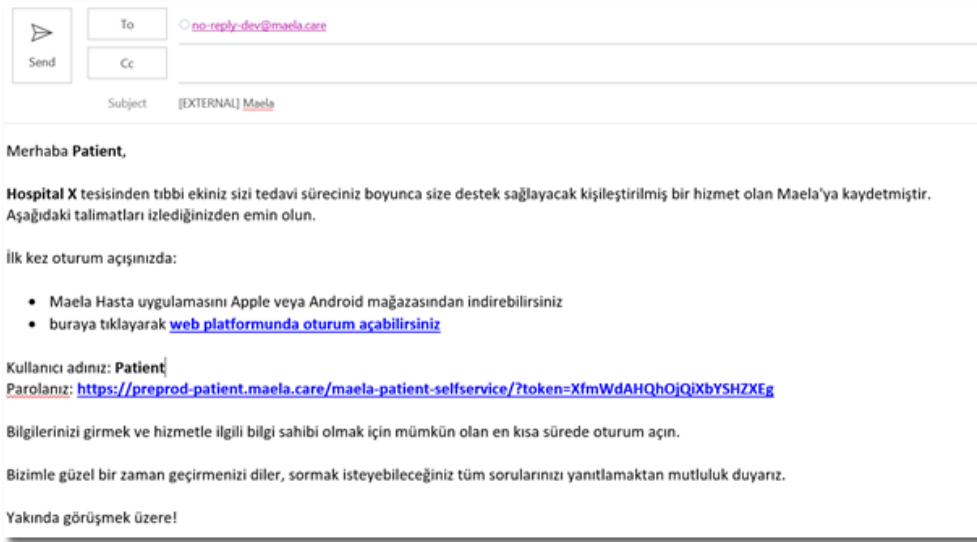 To
no-reply-dev@maela.care
Send
Cc
Subject
[EXTERNAL] Maela
Merhaba Patient,
Hospital X tesisinden tıbbi ekiniz sizi tedavi süreciniz boyunca size destek sağlayacak kişileştirilmiş bir hizmet olan Maela'ya kaydetmiştir.
Aşağıdaki talimatları izlediğinizden emin olun.
İlk kez oturum açışınızda:
• Maela Hasta uygulamasını Apple veya Android mağazasından indirebilirsiniz
• buraya tıklayarak web platformunda oturum açabilirsiniz
Kullanıcı adınız: Patient
Parolanız: https://preprod-patient.maela.care/maela-patient-selfservice/?token=XfmWdAHQhOjQiXbYSHZXEg
Bilgilerinizi girmek ve hizmetle ilgili bilgi sahibi olmak için mümkün olan en kısa sürede oturum açın.
Bizimle güzel bir zaman geçirmenizi diler, sormak isteyebileceğiniz tüm sorularınızı yanıtlamaktan mutluluk duyarız.
Yakında görüşmek üzere!